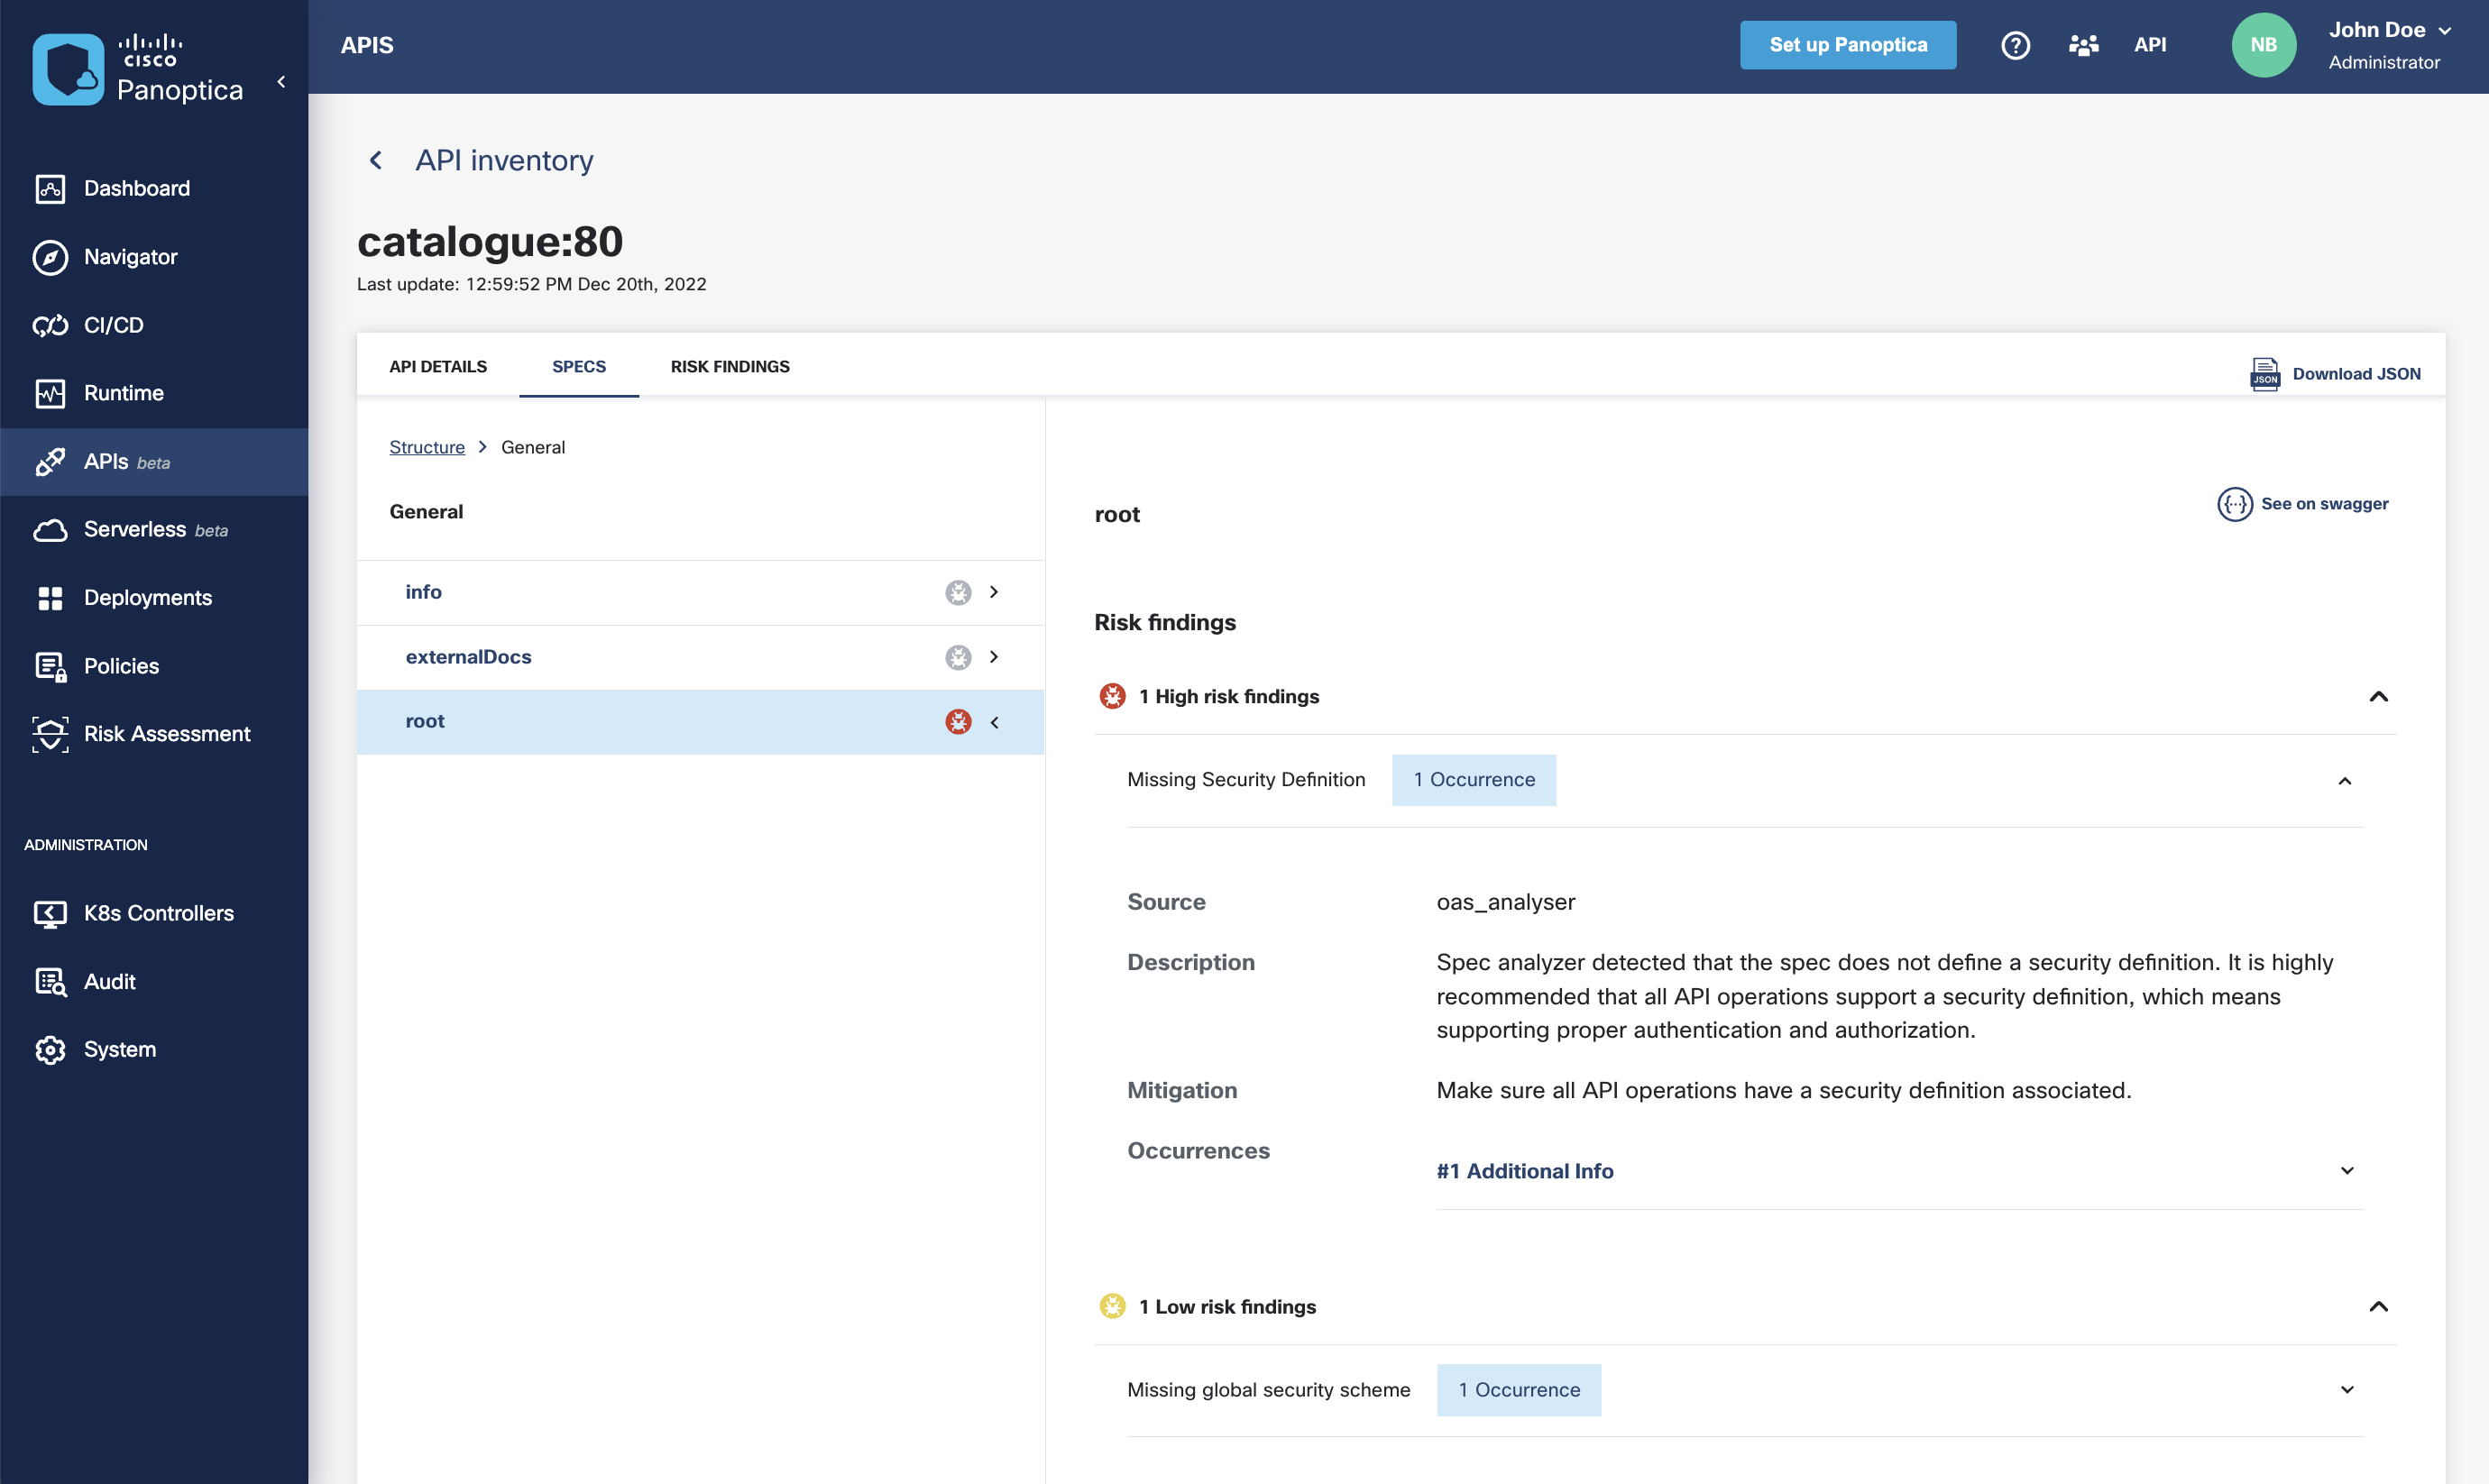 cisco
Panoptica
Dashboard
Navigator
CI/CD
Runtime
APIs beta
Serverless beta
Deployments
Policies
Risk Assessment
ADMINISTRATION
K8s Controllers
Audit
System
APIS
Set up Panoptica
?
API
NB
John Doe
Administrator
API inventory
catalogue:80
Last update: 12:59:52 PM Dec 20th, 2022
API DETAILS
SPECS
RISK FINDINGS
JSON
Download JSON
Structure > General
General
info
externalDocs
root
root
{··}
See on swagger
Risk findings
1 High risk findings
Missing Security Definition
1 Occurrence
Source
oas_analyser
Description
Spec analyzer detected that the spec does not define a security definition. It is highly
recommended that all API operations support a security definition, which means
supporting proper authentication and authorization.
Mitigation
Make sure all API operations have a security definition associated.
Occurrences
#1 Additional Info
1 Low risk findings
Missing global security scheme
1 Occurrence